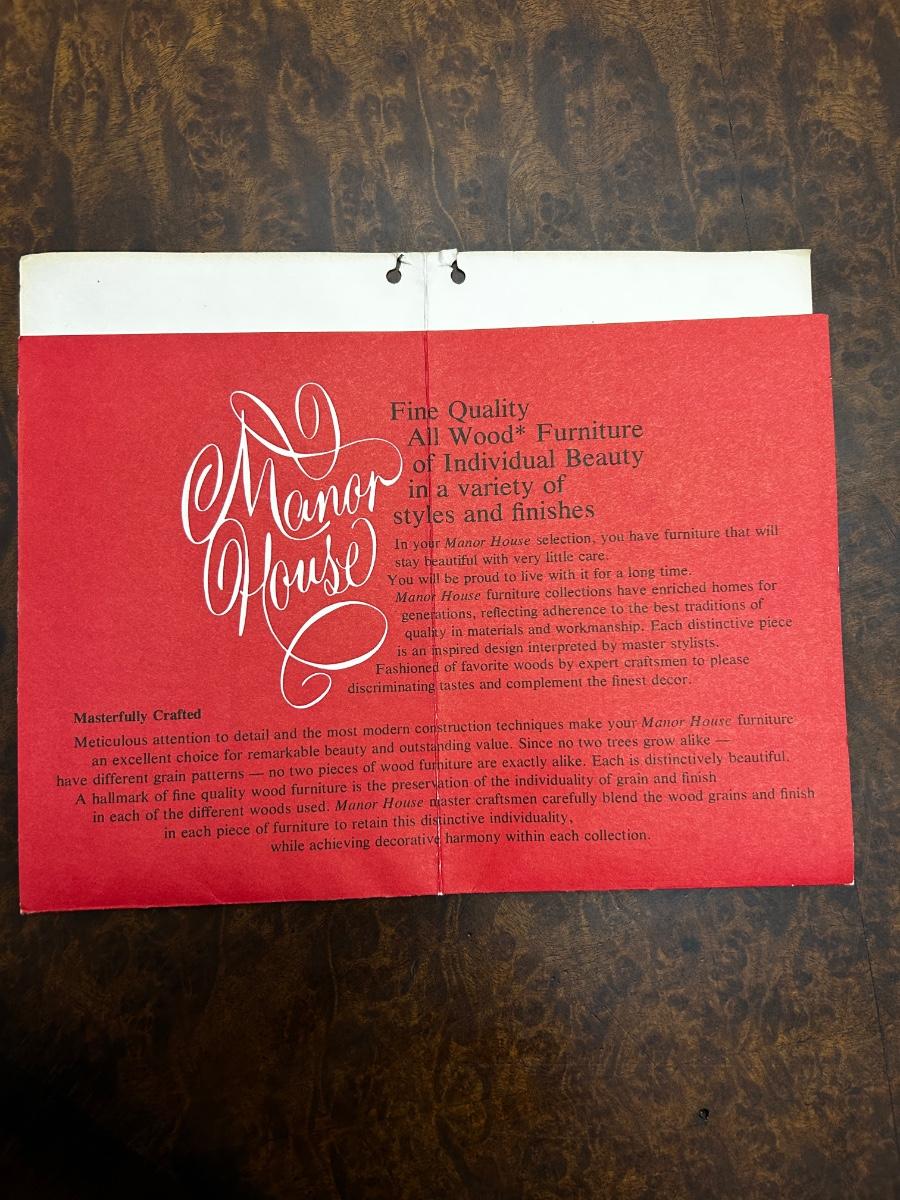 Manor
House
Fine Quality
All Wood* Furniture
of Individual Beauty
in a variety of
styles and finishes
In your Manor House selection, you have furniture that will
stay beautiful with very little care.
You will be proud to live with it for a long time.
Manor House furniture collections have enriched homes for
generations, reflecting adherence to the best traditions of
quality in materials and workmanship. Each distinctive piece
is an inspired design interpreted by master stylists.
Fashioned of favorite woods by expert craftsmen to please
discriminating tastes and complement the finest decor.
Masterfully Crafted
Meticulous attention to detail and the most modern construction techniques make your Manor House furniture
an excellent choice for remarkable beauty and outstanding value. Since no two trees grow alike —
have different grain patterns — no two pieces of wood furniture are exactly alike. Each is distinctively beautiful.
A hallmark of fine quality wood furniture is the preservation of the individuality of grain and finish
in each of the different woods used. Manor House master craftsmen carefully blend the wood grains and finish
in each piece of furniture to retain this distinctive individuality,
while achieving decorative harmony within each collection.